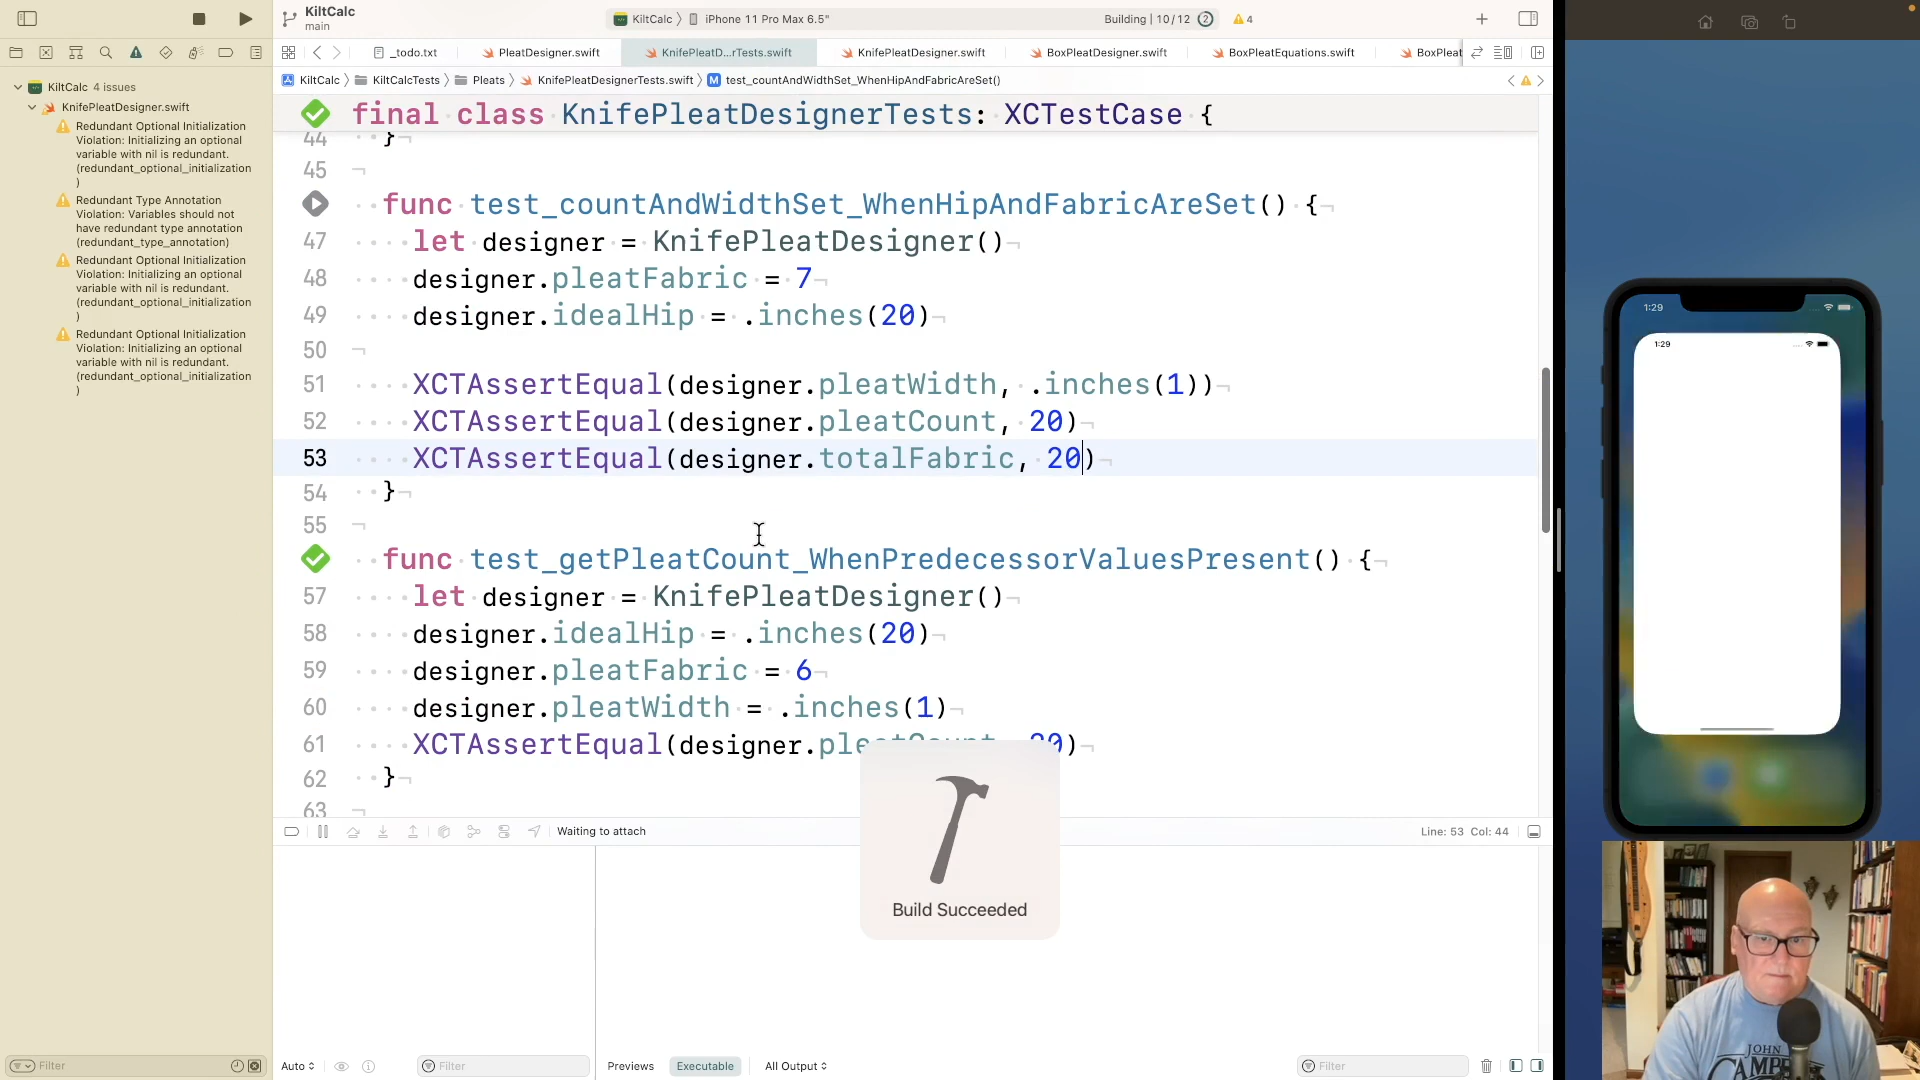 KiltCalc
main
KiltCalc 〉 iPhone 11 Pro Max 6.5"
Building | 10/12 2 4
_todo.txt
PleatDesigner.swift
KnifePleatD...rTests.swift
KnifePleatDesigner.swift
BoxPleatDesigner.swift
BoxPleatEquations.swift
BoxPleat
KiltCalc 〉 KiltCalcTests 〉 Pleats 〉 KnifePleatDesignerTests.swift 〉 M test_countAndWidthSet_WhenHipAndFabricAreSet()
KiltCalc 4 issues
KnifePleatDesigner.swift
Redundant Optional Initialization
Violation: Initializing an optional
variable with nil is redundant.
(redundant_optional_initialization
)
Redundant Type Annotation
Violation: Variables should not
have redundant type annotation
(redundant_type_annotation)
Redundant Optional Initialization
Violation: Initializing an optional
variable with nil is redundant.
(redundant_optional_initialization
)
Redundant Optional Initialization
Violation: Initializing an optional
variable with nil is redundant.
(redundant_optional_initialization
)
Filter
final class KnifePleatDesignerTests: XCTestCase {
44 }
45
func test_countAndWidthSet_WhenHipAndFabricAreSet() {
47 let designer = KnifePleatDesigner()
48 designer.pleatFabric = 7
49 designer.idealHip = .inches(20)
50
51 XCTAssertEqual(designer.pleatWidth, .inches(1))
52 XCTAssertEqual(designer.pleatCount, 20)
53 XCTAssertEqual(designer.totalFabric, 20)
54 }
55
func test_getPleatCount_WhenPredecessorValuesPresent() {
57 let designer = KnifePleatDesigner()
58 designer.idealHip = .inches(20)
59 designer.pleatFabric = 6
60 designer.pleatWidth = .inches(1)
61 XCTAssertEqual(designer.pleatCount, 20)
62 }
63
Build Succeeded
Waiting to attach
Line: 53 Col: 44
Auto
Filter
Previews
Executable
All Output
Filter
1:29
1:29
JOHN
CAMP